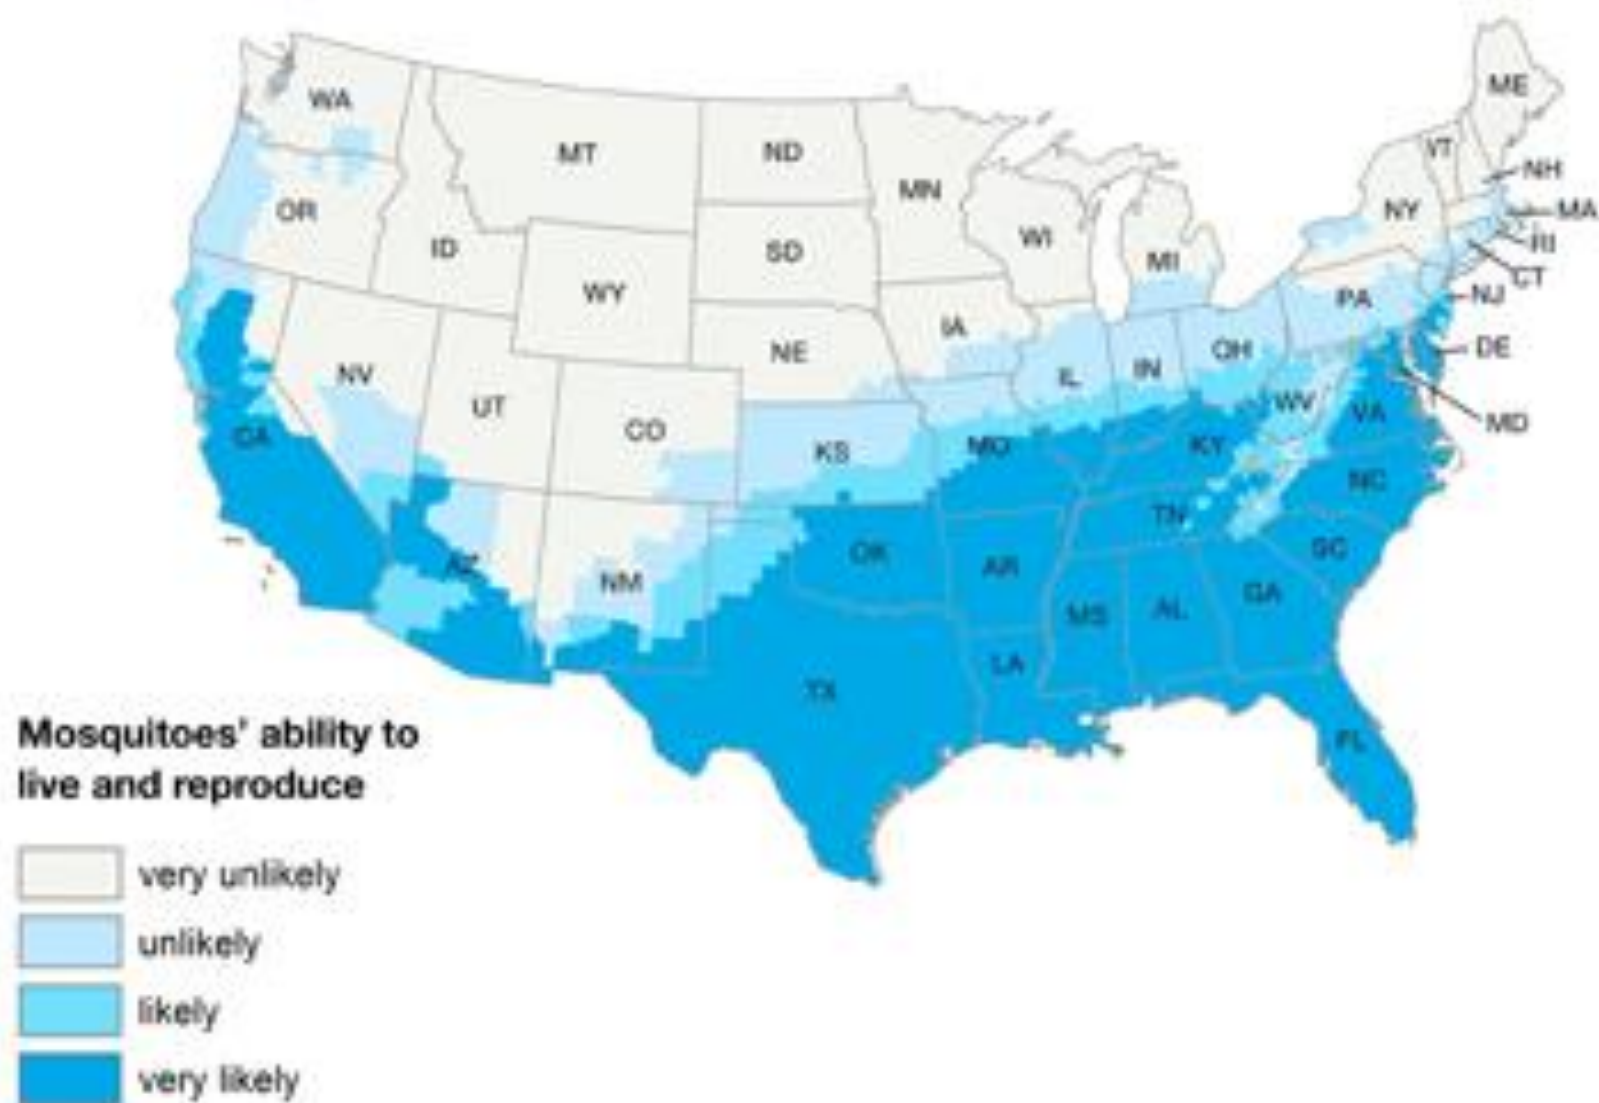 WA
MT
ND
MN
ME
VT
NH
OR
ID
SD
WI
NY
MA
RI
WY
MI
CT
IA
PA
NJ
NV
NE
IL
IN
OH
DE
UT
CO
KS
MO
WV
VA
MD
CA
KY
NC
AZ
NM
OK
AR
TN
SC
MS
AL
GA
TX
LA
FL
Mosquitoes' ability to
live and reproduce
very unlikely
unlikely
likely
very likely